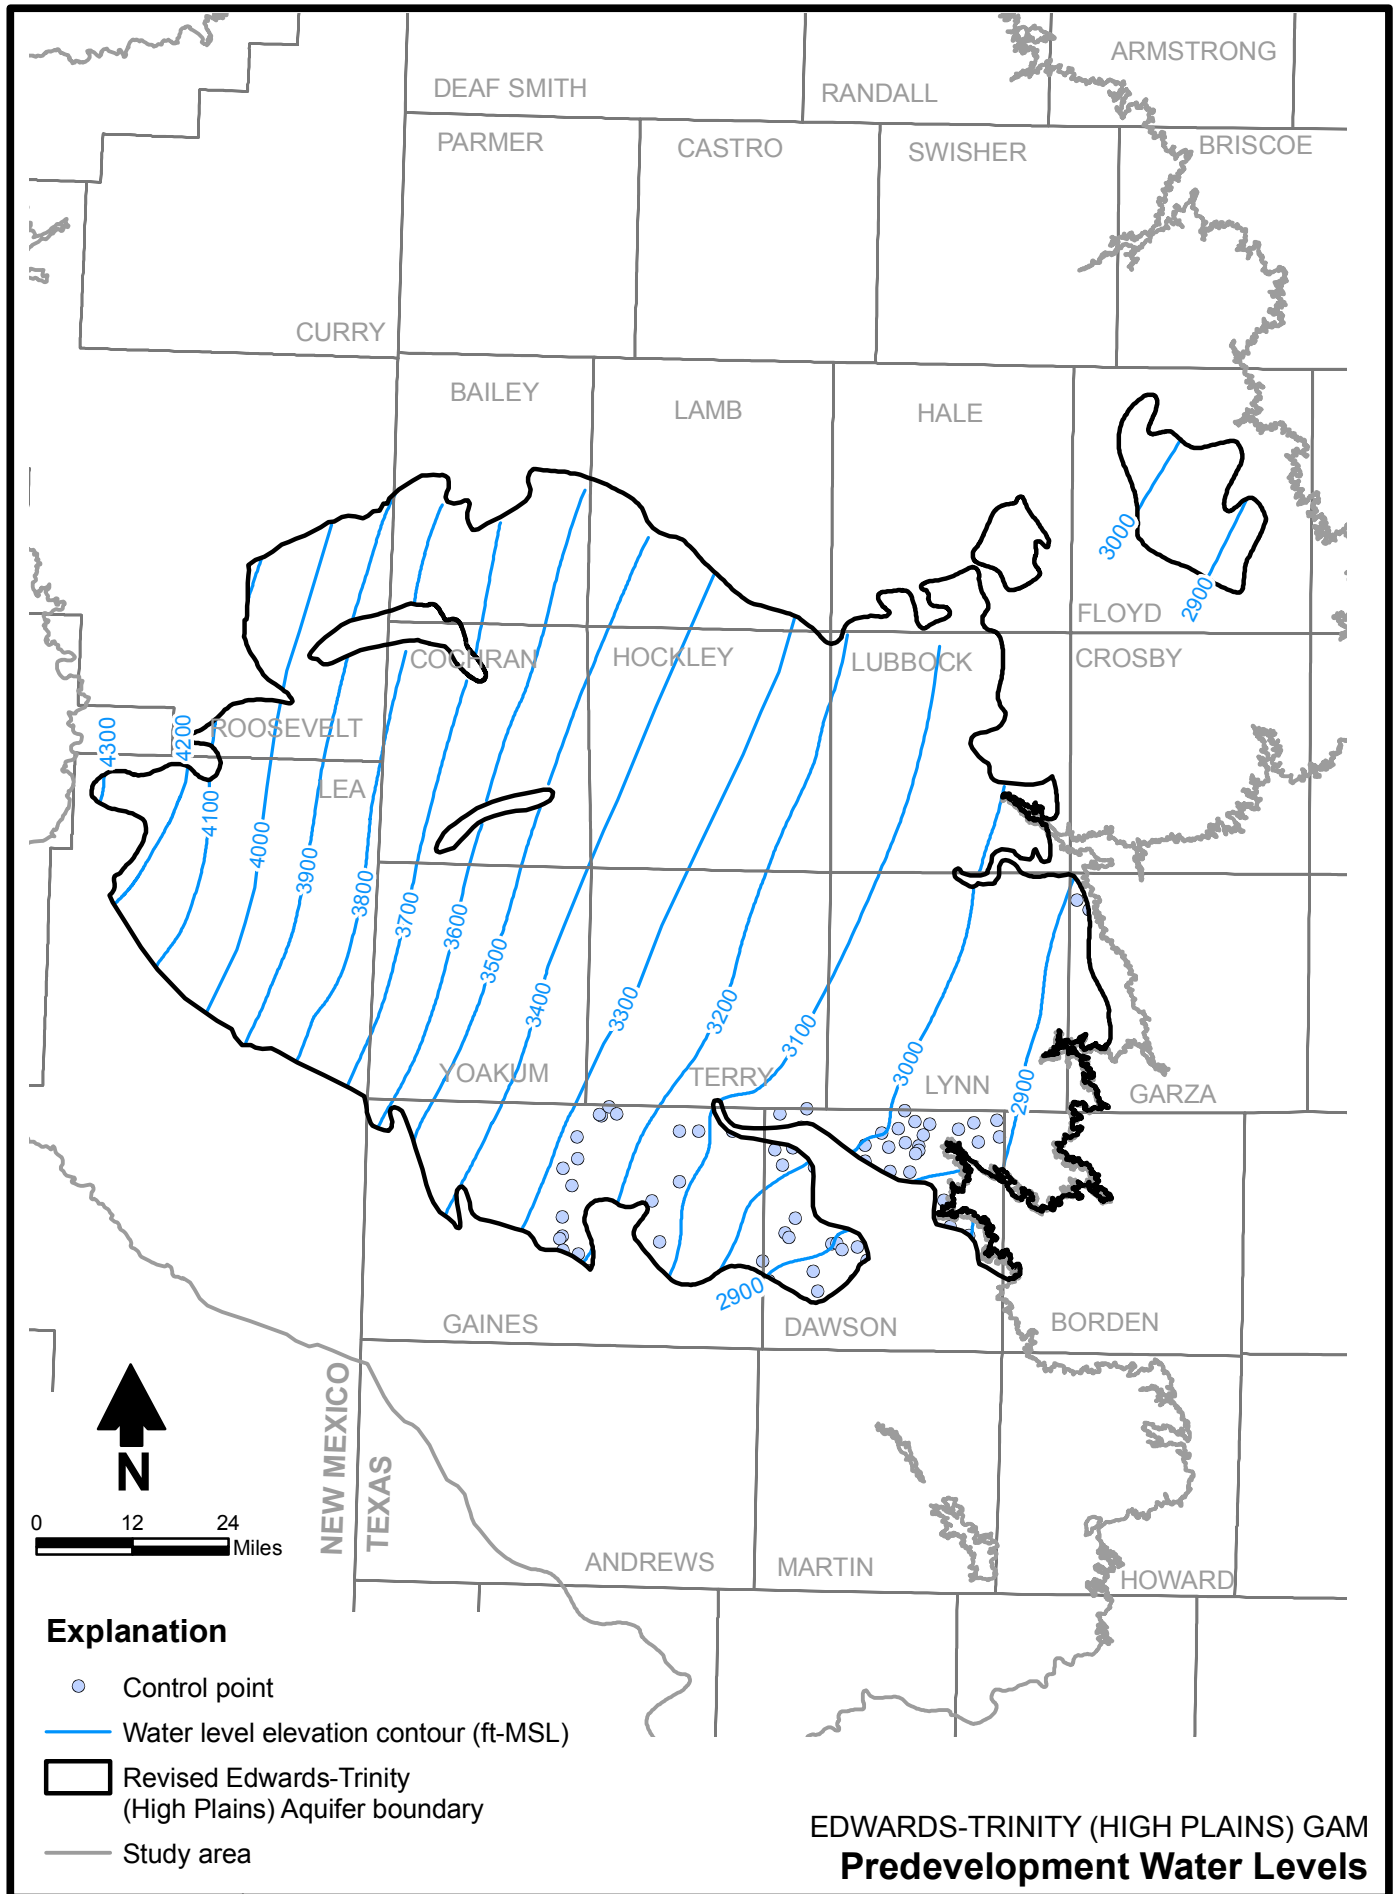 ARMSTRONG
DEAF SMITH
RANDALL
PARMER
CASTRO
SWISHER
BRISCOE
CURRY
BAILEY
LAMB
HALE
3000
2900
FLOYD
COCHRAN
HOCKLEY
LUBBOCK
CROSBY
4300
4200
ROOSEVELT
LEA
4100
4000
3900
3800
3700
3600
3500
3400
3300
3200
3100
3000
2900
YOAKUM
TERRY
LYNN
GARZA
2900
GAINES
DAWSON
BORDEN
NEW MEXICO
TEXAS
N
0 12 24
Miles
ANDREWS
MARTIN
HOWARD
Explanation
Control point
Water level elevation contour (ft-MSL)
Revised Edwards-Trinity
(High Plains) Aquifer boundary
Study area
EDWARDS-TRINITY (HIGH PLAINS) GAM
Predevelopment Water Levels